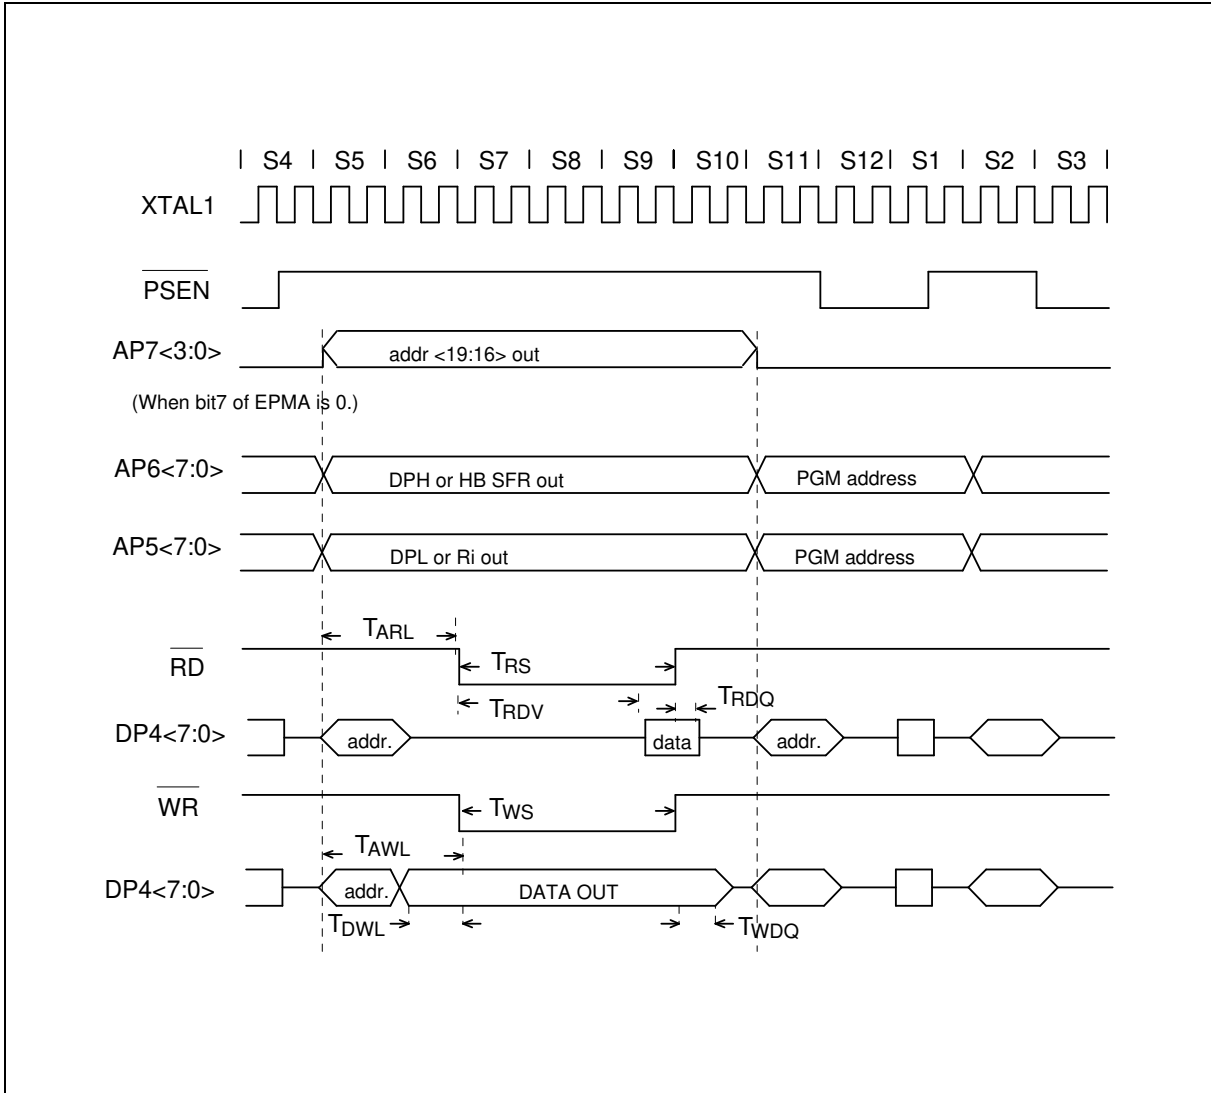 | S4 | S5 | S6 | S7 | S8 | S9 | S10 | S11 | S12 | S1 | S2 | S3 |
XTAL1
PSEN
AP7<3:0>
addr <19:16> out
(When bit7 of EPMA is 0.)
AP6<7:0>
DPH or HB SFR out
PGM address
AP5<7:0>
DPL or Ri out
PGM address
TARL
RD
TRS
TRDV
TRDQ
DP4<7:0>
addr.
data
addr.
WR
TWS
TAWL
DP4<7:0>
addr.
DATA OUT
TDWL
TWDQ